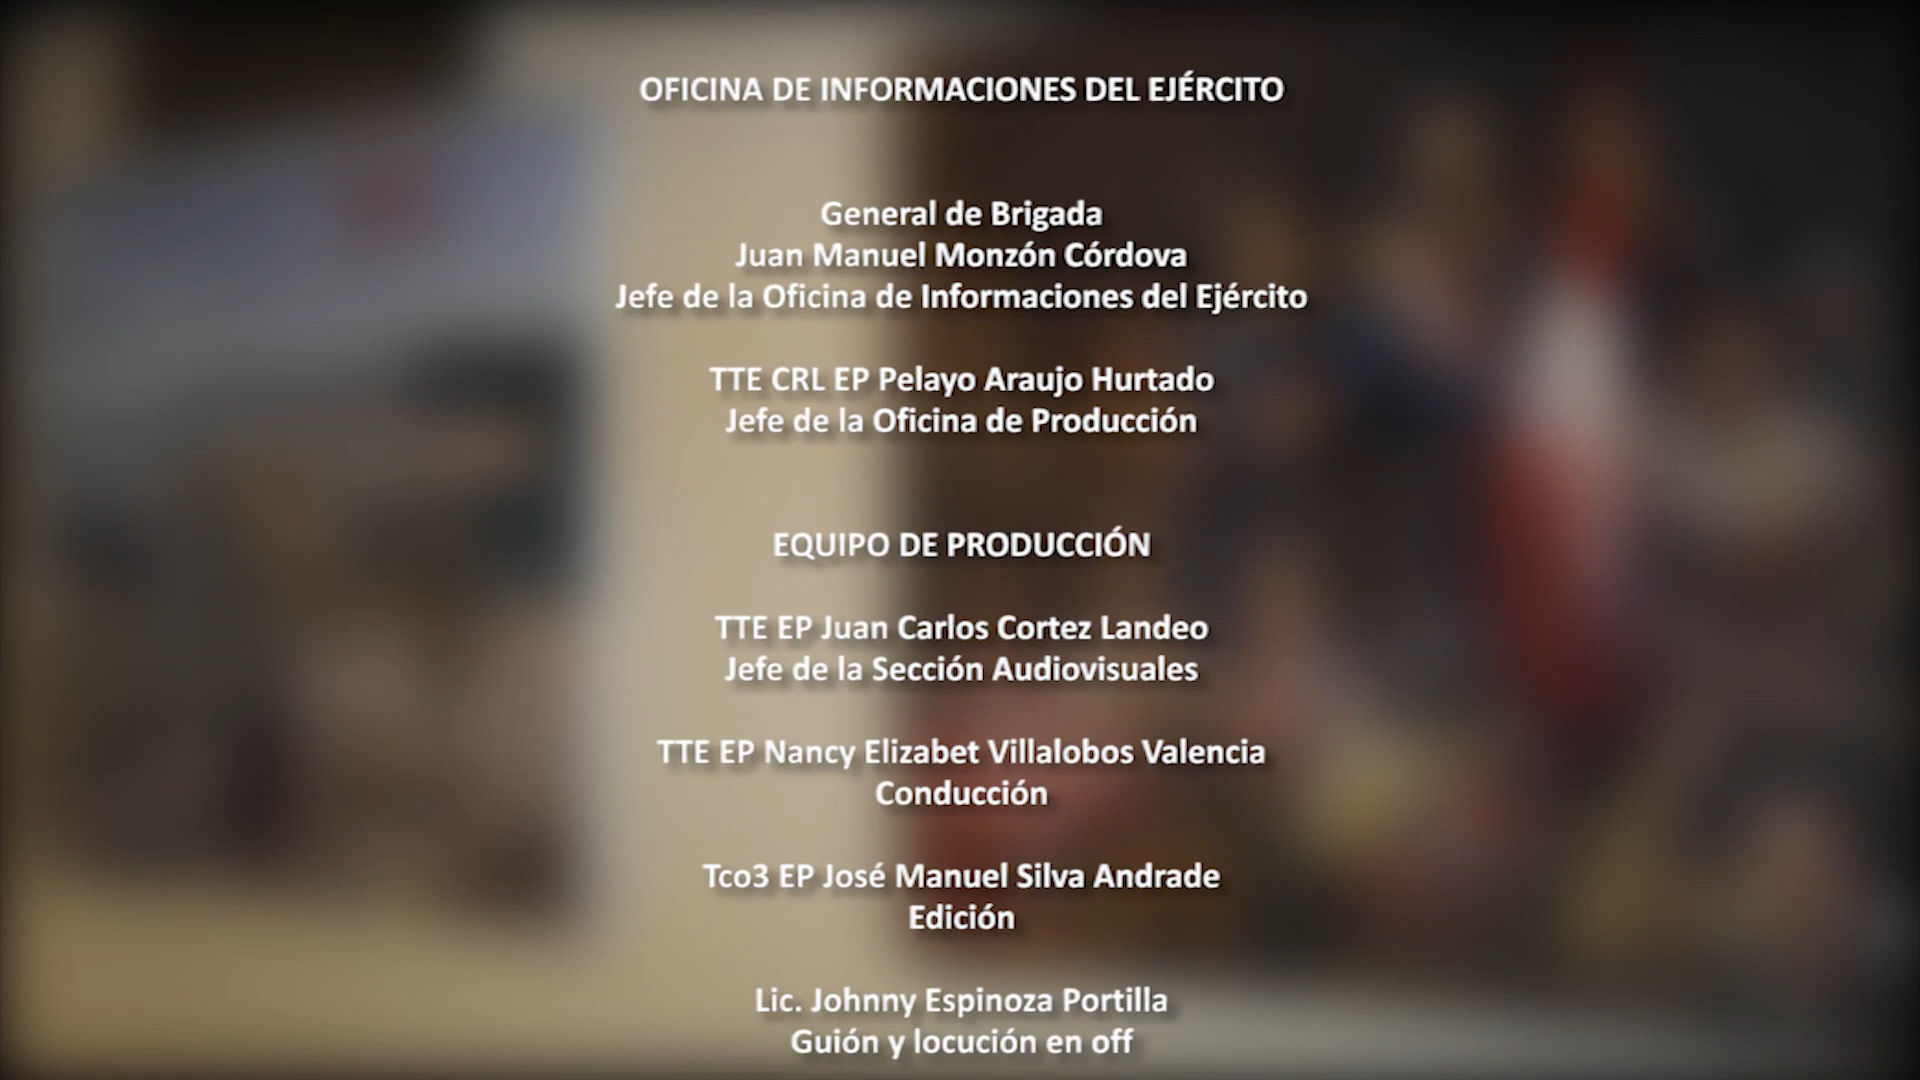 OFICINA DE INFORMACIONES DEL EJÉRCITO
General de Brigada
Juan Manuel Monzón Córdova
Jefe de la Oficina de Informaciones del Ejército
TTE CRL EP Pelayo Araujo Hurtado
Jefe de la Oficina de Producción
EQUIPO DE PRODUCCIÓN
TTE EP Juan Carlos Cortez Landeo
Jefe de la Sección Audiovisuales
TTE EP Nancy Elizabet Villalobos Valencia
Conducción
Tco3 EP José Manuel Silva Andrade
Edición
Lic. Johnny Espinoza Portilla
Guión y locución en off